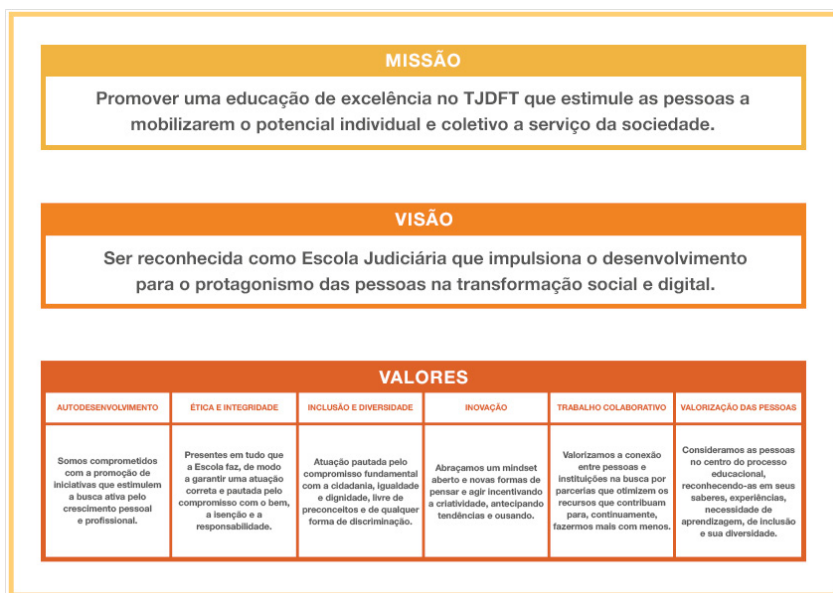 MISSÃO
Promover uma educação de excelência no TJDFT que estimule as pessoas a
mobilizarem o potencial individual e coletivo a serviço da sociedade.
VISÃO
Ser reconhecida como Escola Judiciária que impulsiona o desenvolvimento
para o protagonismo das pessoas na transformação social e digital.
VALORES
AUTODESENVOLVIMENTO
Somos comprometidos
com a promoção de
iniciativas que estimulem
a busca ativa pelo
crescimento pessoal
e profissional.
ÉTICA E INTEGRIDADE
Presentes em tudo que
a Escola faz, de modo
a garantir uma atuação
correta e pautada pelo
compromisso com o bem,
a isenção e a
responsabilidade.
INCLUSÃO E DIVERSIDADE
Atuação pautada pelo
compromisso fundamental
com a cidadania, igualdade
e dignidade, livre de
preconceitos e de qualquer
forma de discriminação.
INOVAÇÃO
Abraçamos um mindset
aberto e novas formas de
pensar e agir incentivando
a criatividade, antecipando
tendências e ousando.
TRABALHO COLABORATIVO
Valorizamos a conexão
entre pessoas e
instituições na busca por
parcerias que otimizem os
recursos que contribuam
para, continuamente,
fazermos mais com menos.
VALORIZAÇÃO DAS PESSOAS
Consideramos as pessoas
no centro do processo
educacional,
reconhecendo-as em seus
saberes, experiências,
necessidade de
aprendizagem, de inclusão
e sua diversidade.